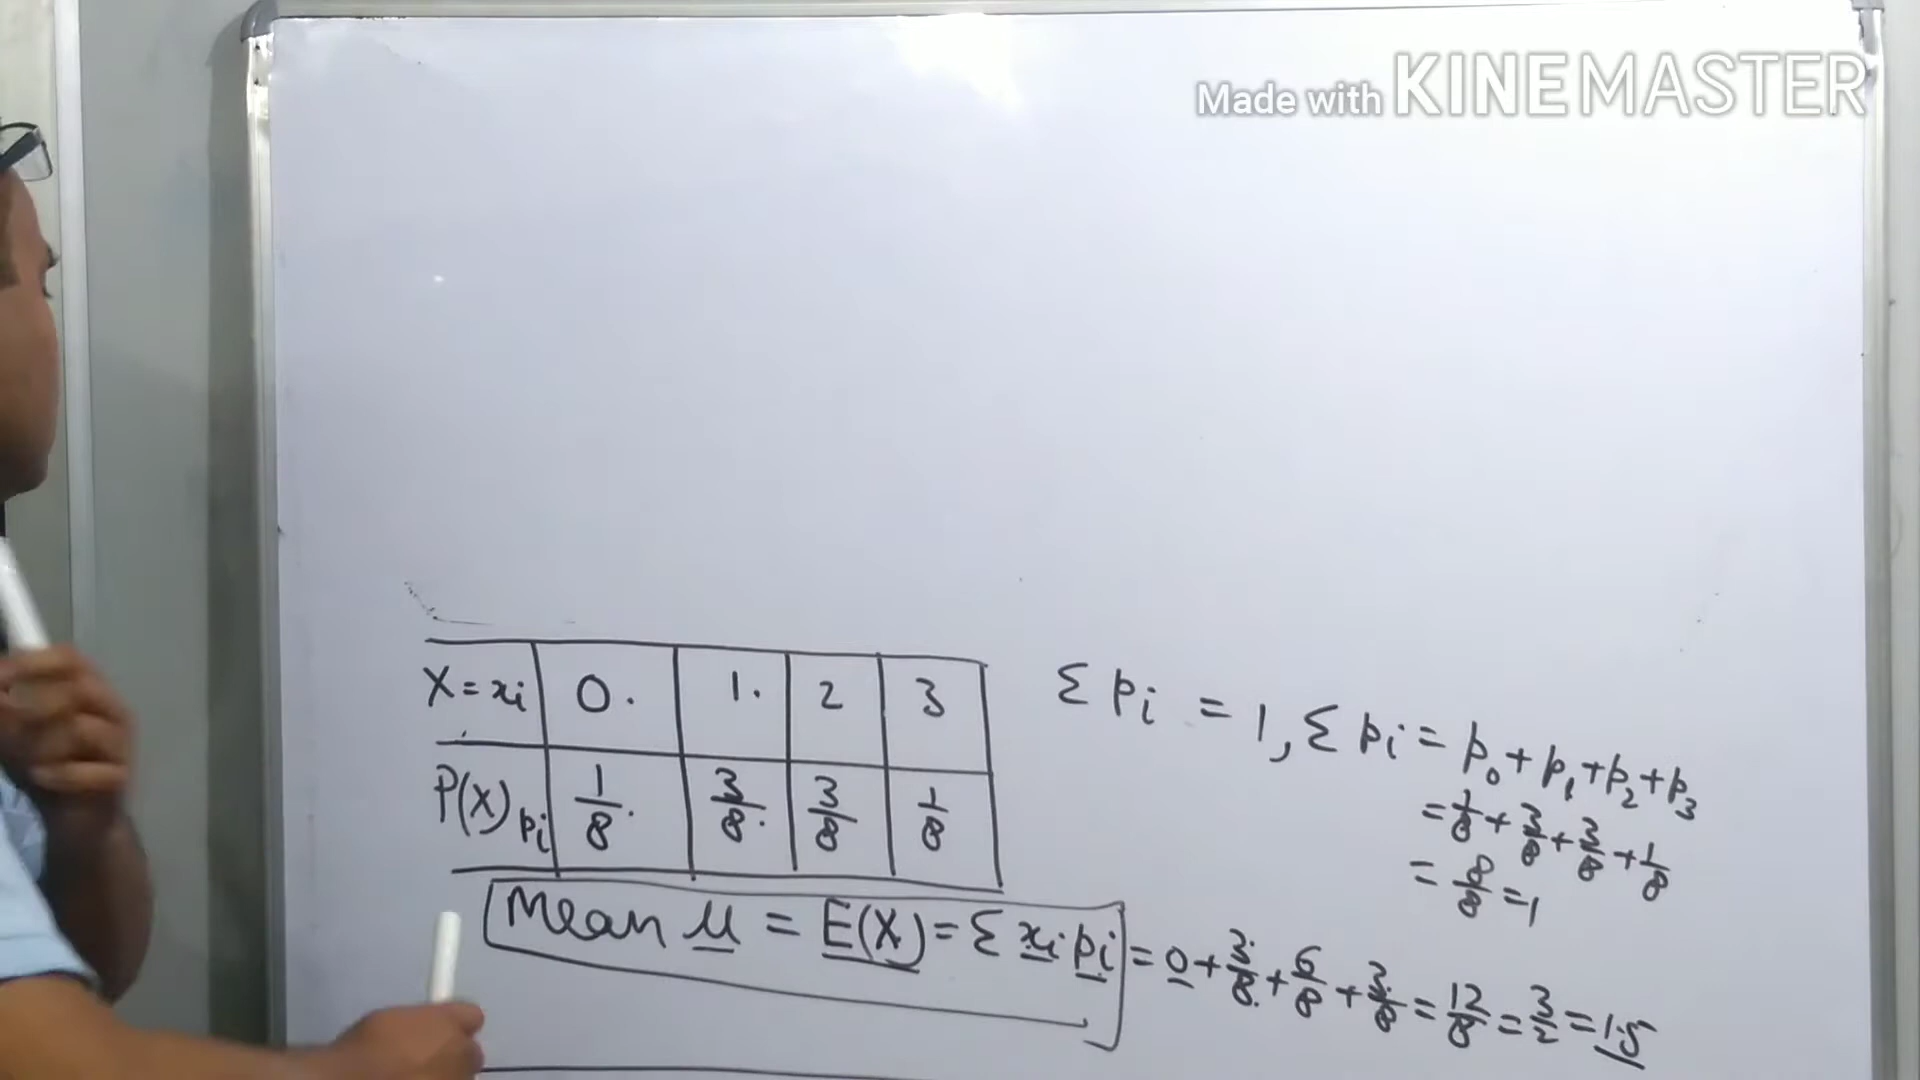 Made with KINEMASTER
X = xi 0. 1. 2 3
P(X) pi 1/8. 3/8. 3/8 1/8
Σ pi = 1, Σ pi = p0 + p1 + p2 + p3
= 1/8 + 3/8 + 3/8 + 1/8
= 8/8 = 1
Mean μ = E(X) = Σ xi pi = 0 + 3/8 + 6/8 + 3/8 = 12/8 = 3/2 = 1.5